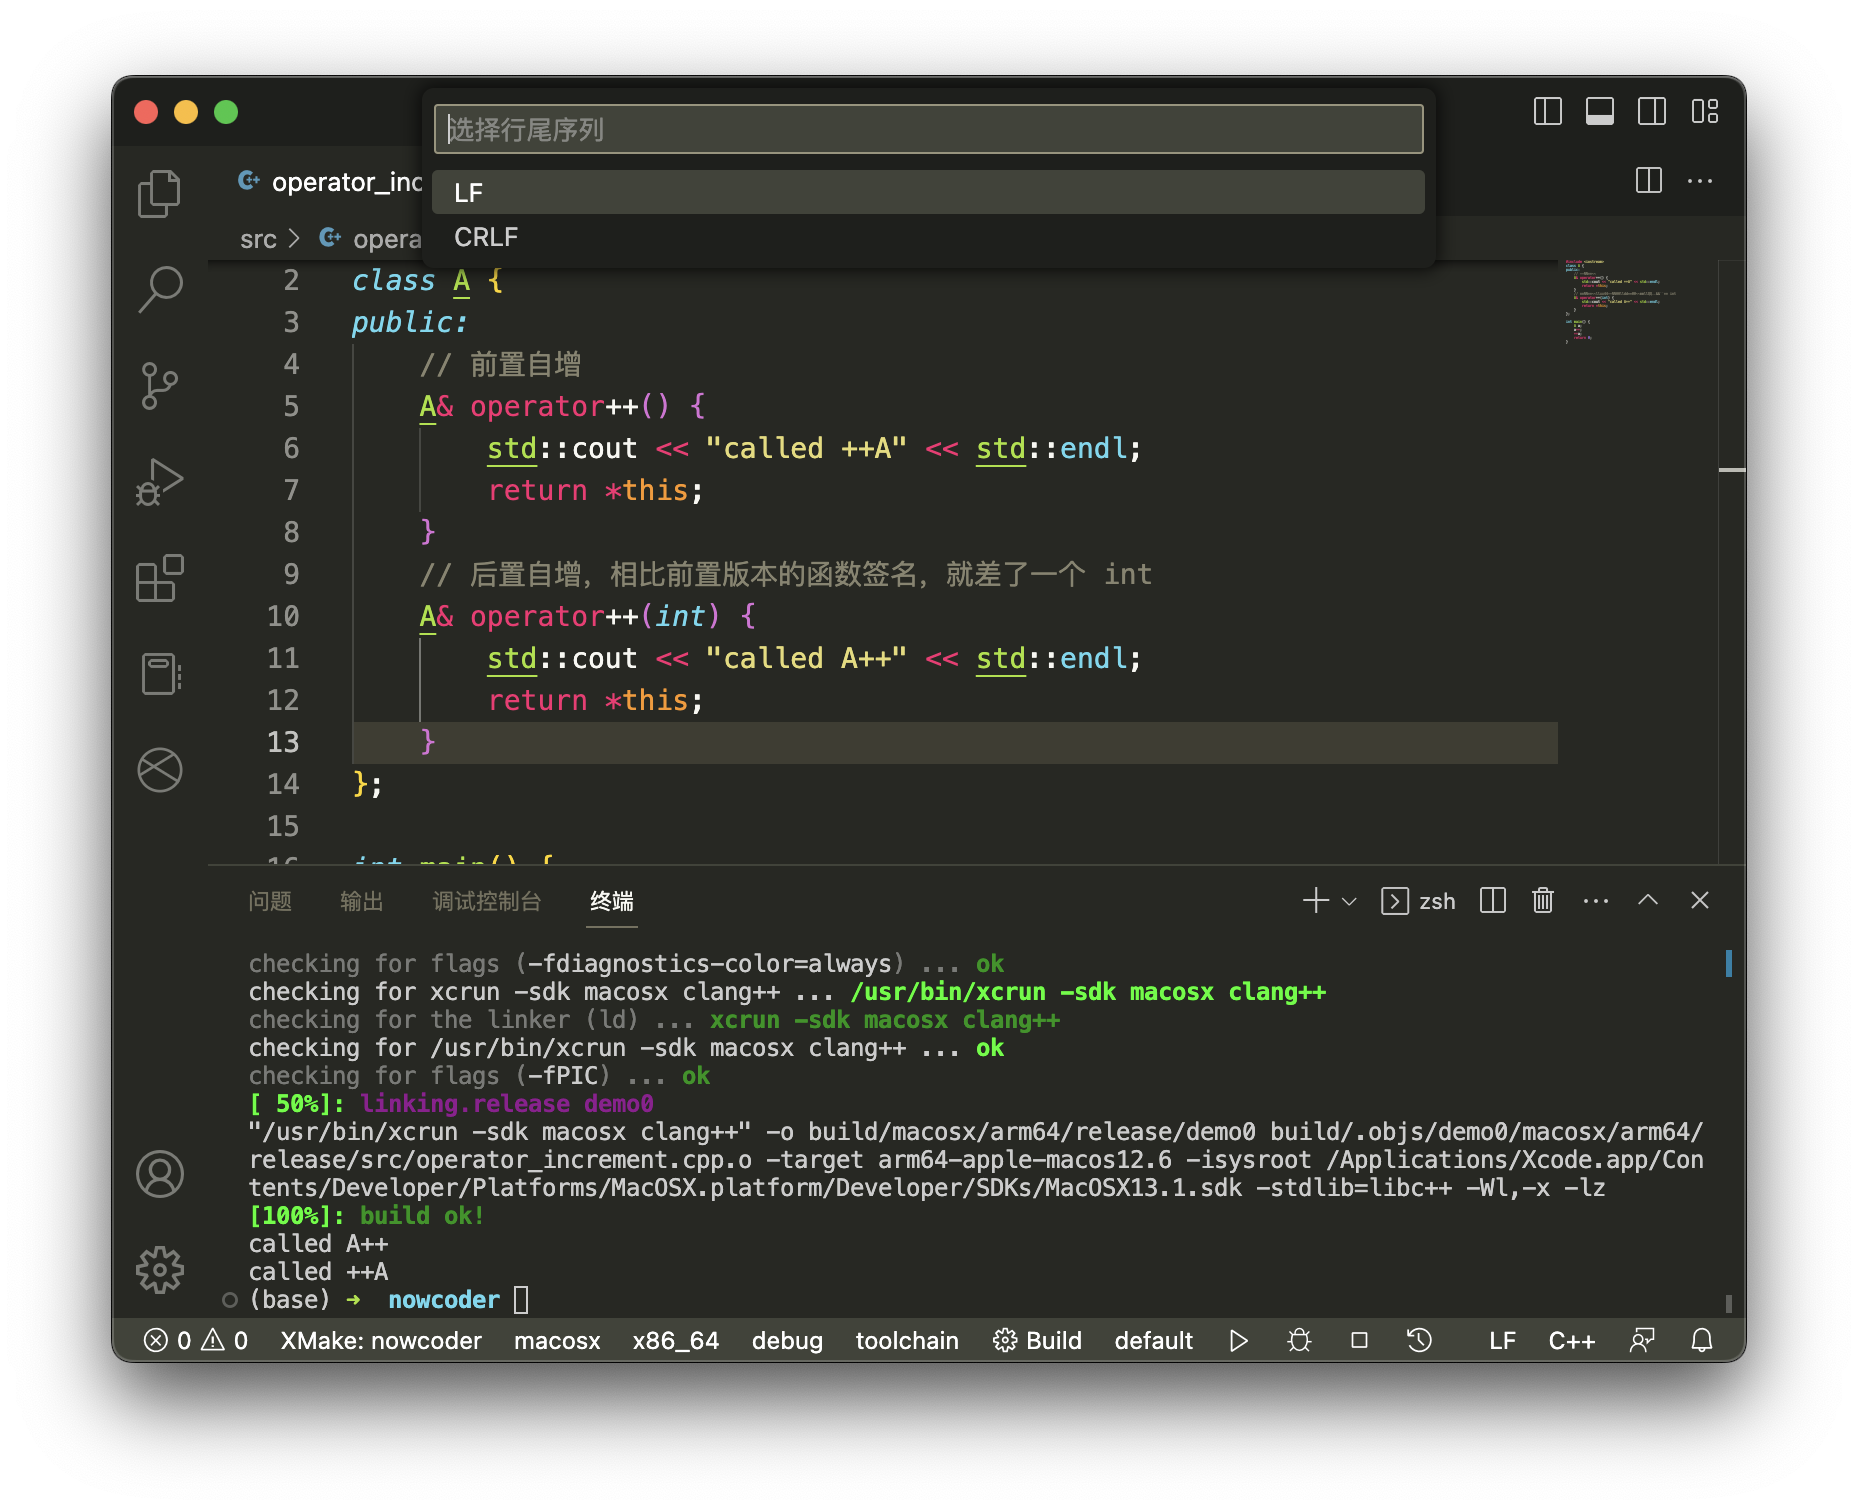 选择行尾序列
LF
CRLF
operator_inc
src > opera
2 class A {
3 public:
4 // 前置自增
5 A& operator++() {
6 std::cout << "called ++A" << std::endl;
7 return *this;
8 }
9 // 后置自增，相比前置版本的函数签名，就差了一个 int
10 A& operator++(int) {
11 std::cout << "called A++" << std::endl;
12 return *this;
13 }
14 };
15
16 int main() {
问题 输出 调试控制台 终端 zsh
checking for flags (-fdiagnostics-color=always) ... ok
checking for xcrun -sdk macosx clang++ ... /usr/bin/xcrun -sdk macosx clang++
checking for the linker (ld) ... xcrun -sdk macosx clang++
checking for /usr/bin/xcrun -sdk macosx clang++ ... ok
checking for flags (-fPIC) ... ok
[ 50%]: linking.release demo0
"/usr/bin/xcrun -sdk macosx clang++" -o build/macosx/arm64/release/demo0 build/.objs/demo0/macosx/arm64/
release/src/operator_increment.cpp.o -target arm64-apple-macos12.6 -isysroot /Applications/Xcode.app/Con
tents/Developer/Platforms/MacOSX.platform/Developer/SDKs/MacOSX13.1.sdk -stdlib=libc++ -Wl,-x -lz
[100%]: build ok!
called A++
called ++A
(base) ➜ nowcoder
0 0 XMake: nowcoder macosx x86_64 debug toolchain Build default LF C++